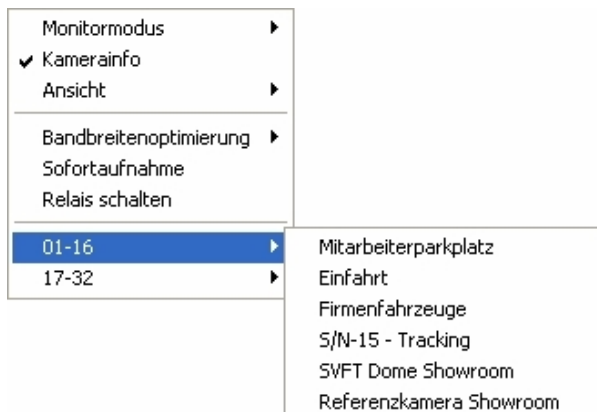 Monitormodus
Kamerainfo
Ansicht
Bandbreitenoptimierung
Sofortaufnahme
Relais schalten
01-16
17-32
Mitarbeiterparkplatz
Einfahrt
Firmenfahrzeuge
S/N-15 - Tracking
SVFT Dome Showroom
Referenzkamera Showroom